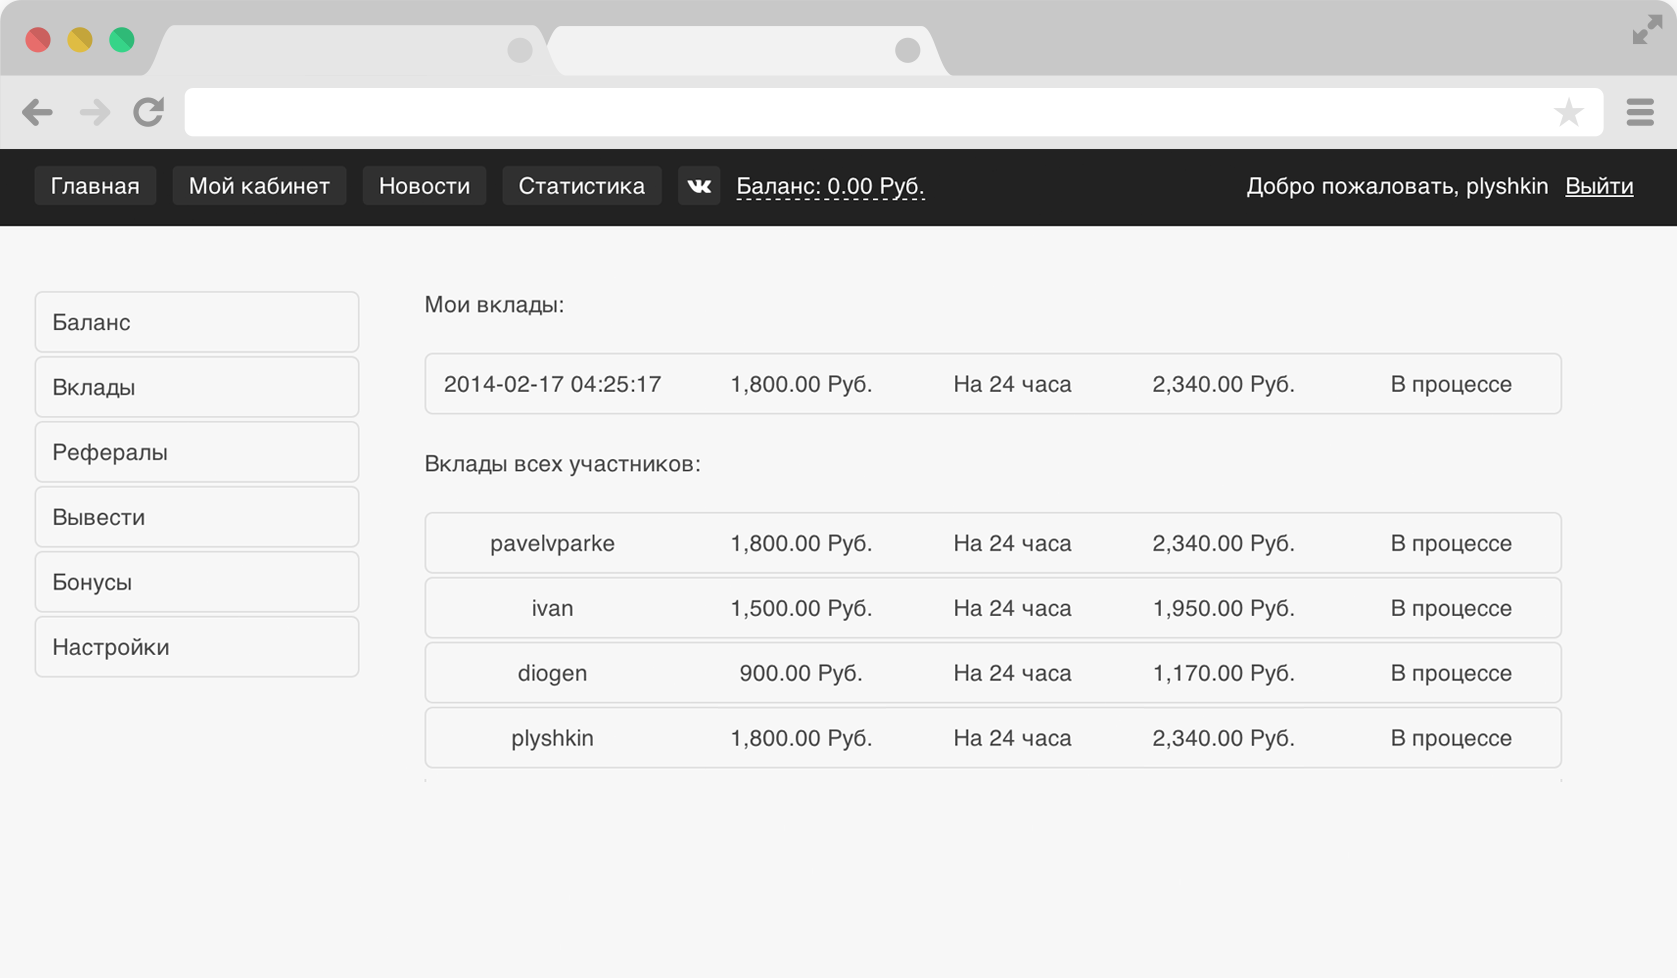 Главная Мой кабинет Новости Статистика Баланс: 0.00 Руб. Добро пожаловать, plyshkin Выйти
Баланс
Вклады
Рефералы
Вывести
Бонусы
Настройки
Мои вклады:
2014-02-17 04:25:17 1,800.00 Руб. На 24 часа 2,340.00 Руб. В процессе
Вклады всех участников:
pavelvparke 1,800.00 Руб. На 24 часа 2,340.00 Руб. В процессе
ivan 1,500.00 Руб. На 24 часа 1,950.00 Руб. В процессе
diogen 900.00 Руб. На 24 часа 1,170.00 Руб. В процессе
plyshkin 1,800.00 Руб. На 24 часа 2,340.00 Руб. В процессе